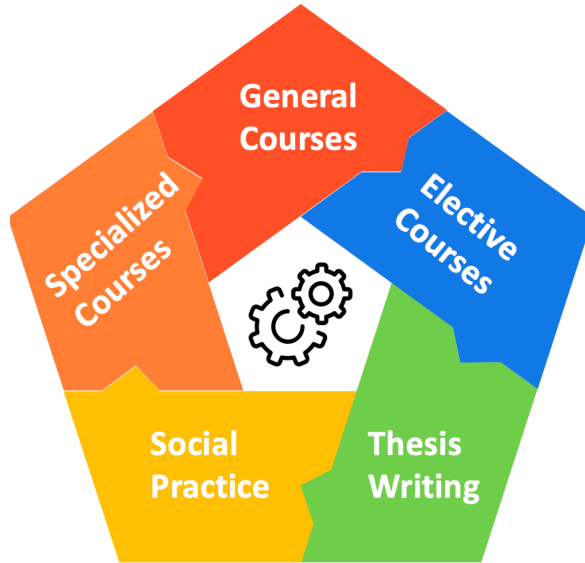 General
Courses
Elective
Courses
Specialized
Courses
Social
Practice
Thesis
Writing